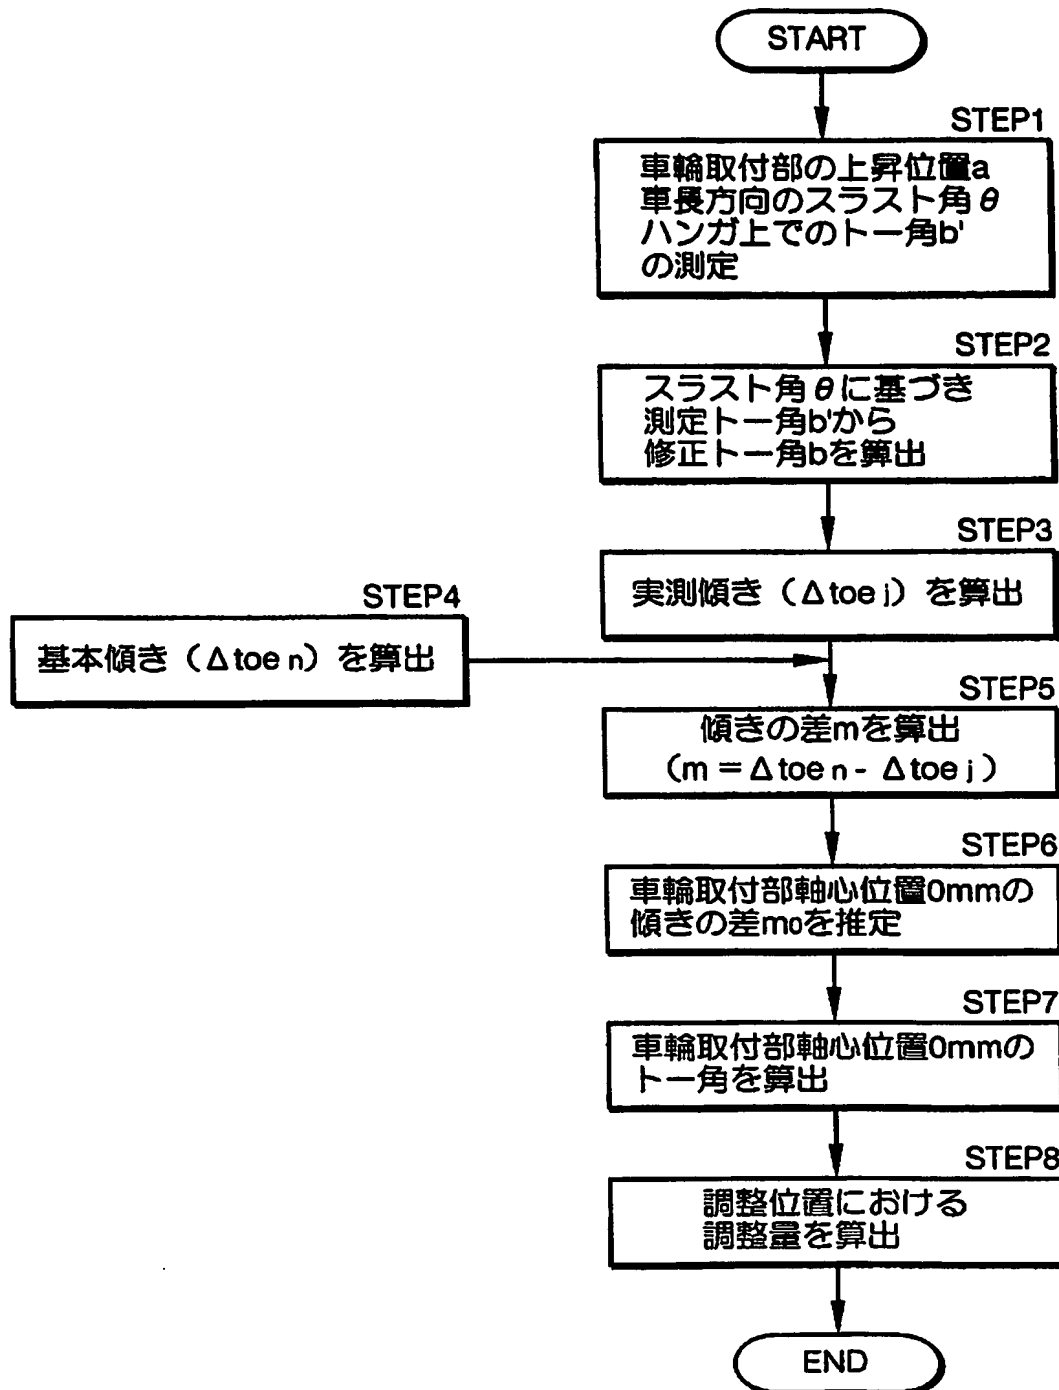 START
STEP1
車輪取付部の上昇位置a
車長方向のスラスト角θ
ハンガ上でのトー角b'
の測定
STEP2
スラスト角θに基づき
測定トー角b'から
修正トー角bを算出
STEP3
実測傾き（Δtoe j）を算出
STEP4
基本傾き（Δtoe n）を算出
STEP5
傾きの差mを算出
（m = Δtoe n - Δtoe j）
STEP6
車輪取付部軸心位置0mmの
傾きの差m0を推定
STEP7
車輪取付部軸心位置0mmの
トー角を算出
STEP8
調整位置における
調整量を算出
END